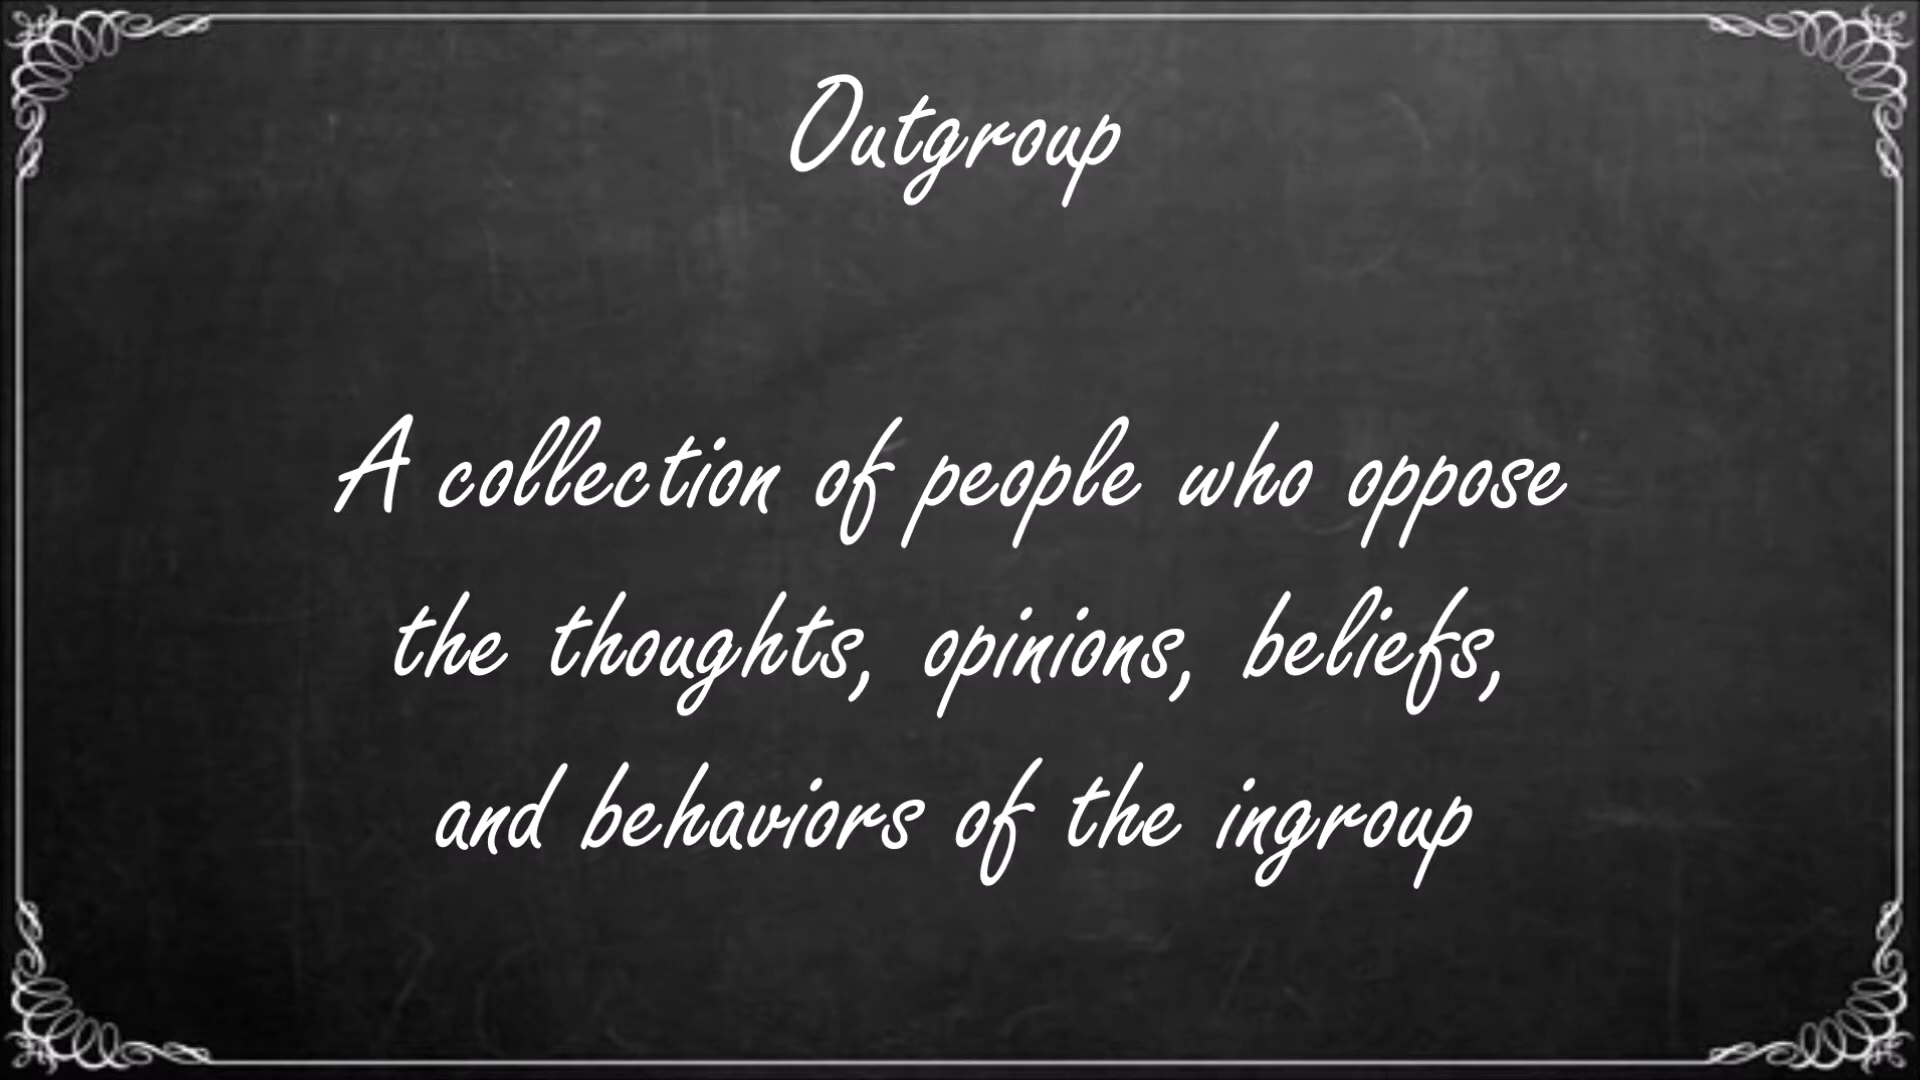 Outgroup
A collection of people who oppose
the thoughts, opinions, beliefs,
and behaviors of the ingroup